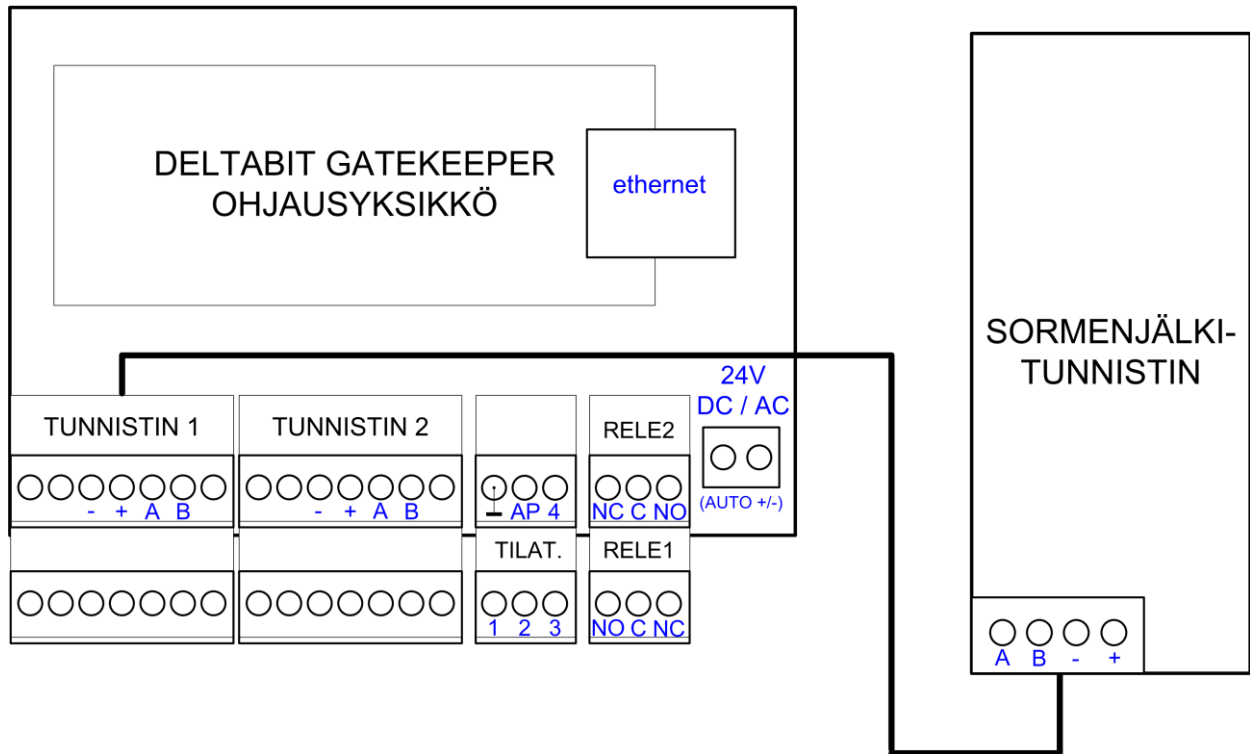 DELTABIT GATEKEEPER
OHJAUSYKSIKKÖ
ethernet
SORMENJÄLKI-
TUNNISTIN
24V
DC / AC
TUNNISTIN 1
TUNNISTIN 2
RELE2
- + A B
- + A B
AP 4
NC C NO
(AUTO +/-)
TILAT.
RELE1
1 2 3
NO C NC
A B - +